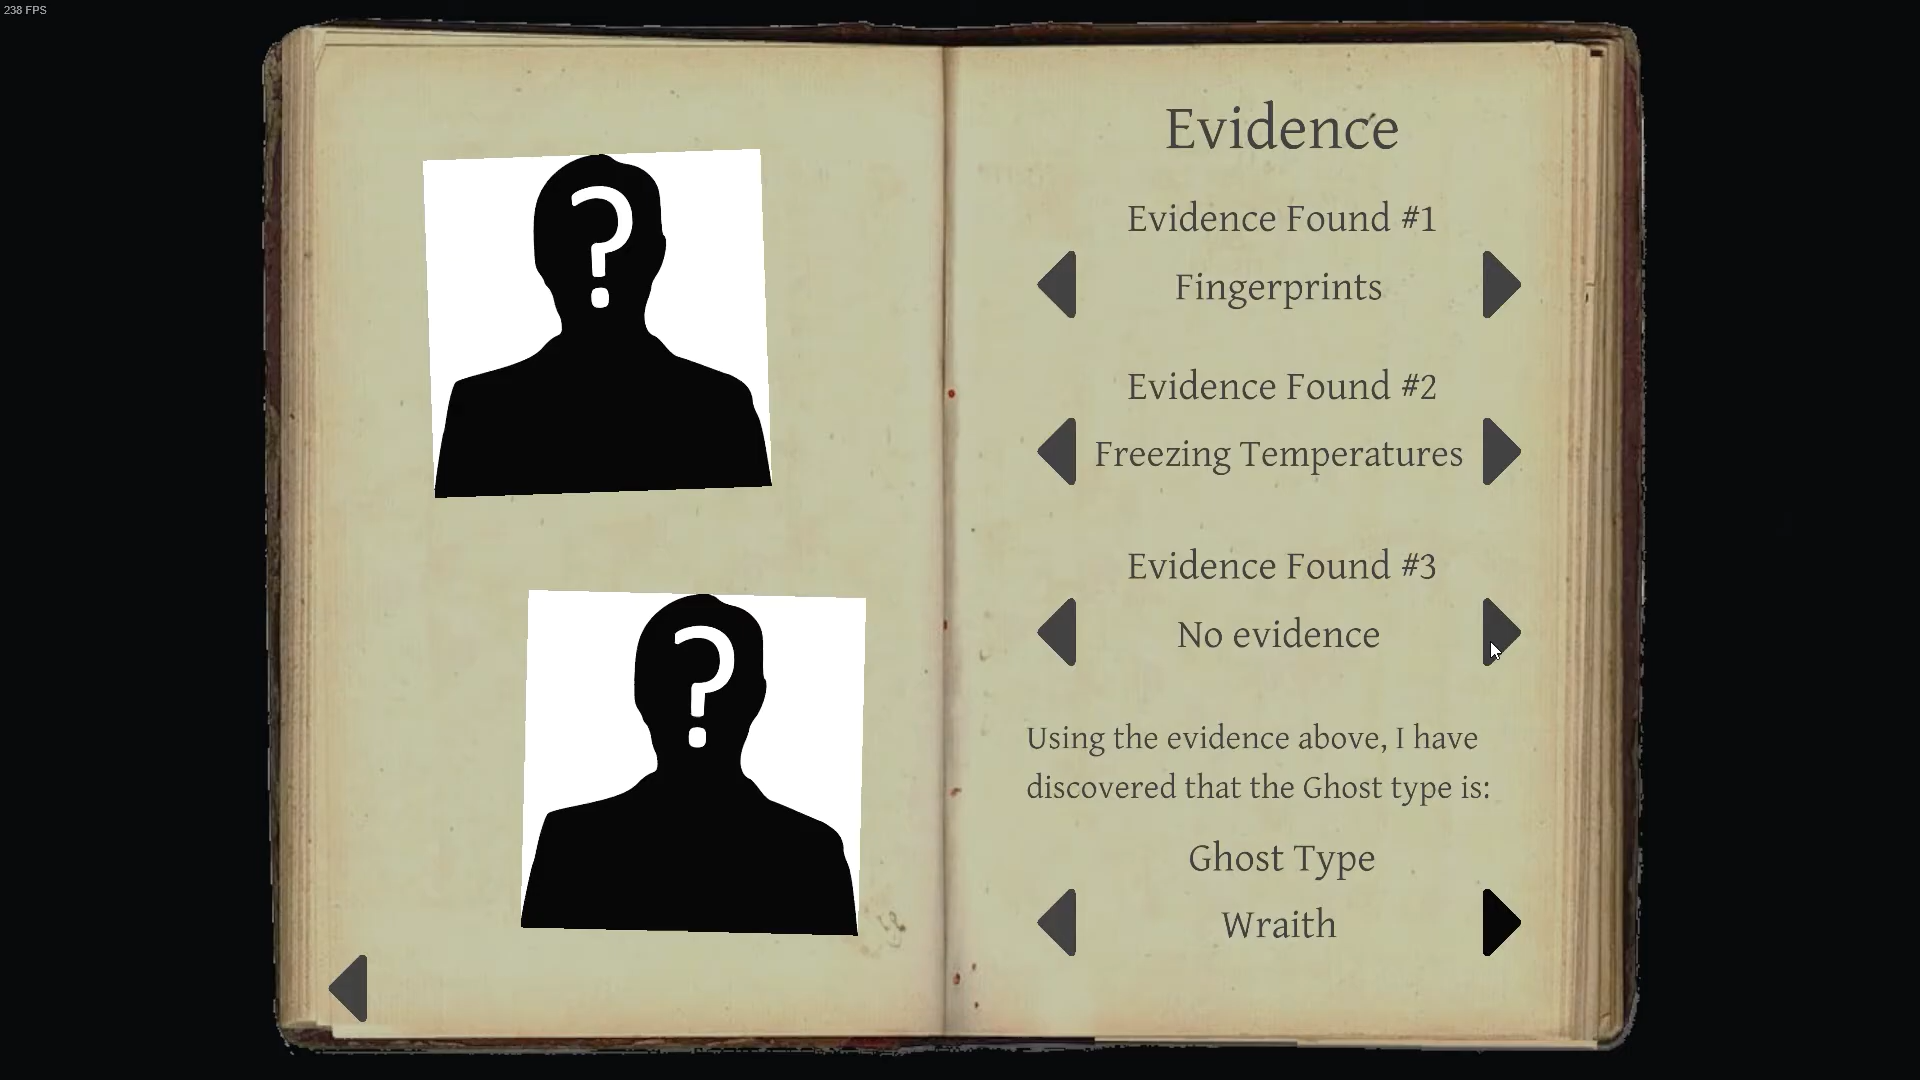 238 FPS
Evidence
Evidence Found #1
Fingerprints
Evidence Found #2
Freezing Temperatures
Evidence Found #3
No evidence
Using the evidence above, I have
discovered that the Ghost type is:
Ghost Type
Wraith
?
?